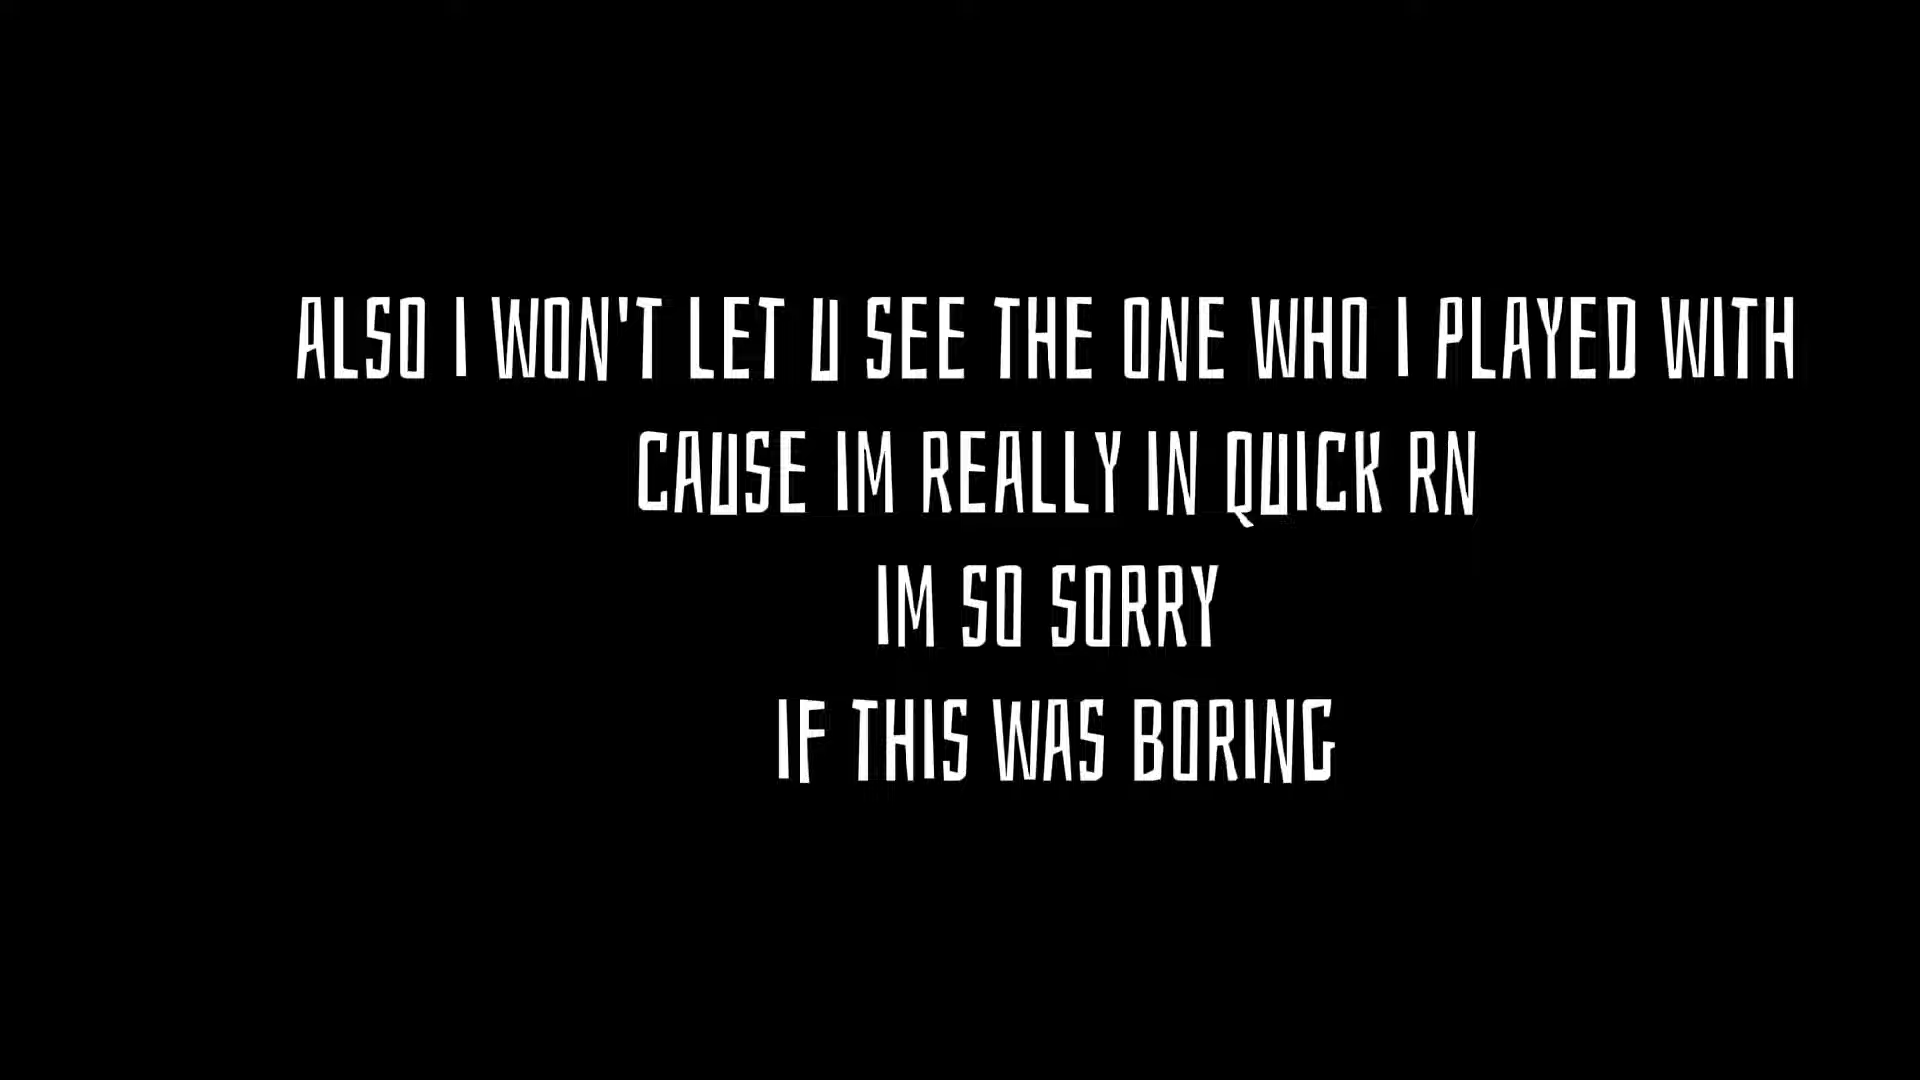 ALSO I WON'T LET U SEE THE ONE WHO I PLAYED WITH
CAUSE IM REALLY IN QUICK RN
IM SO SORRY
IF THIS WAS BORING